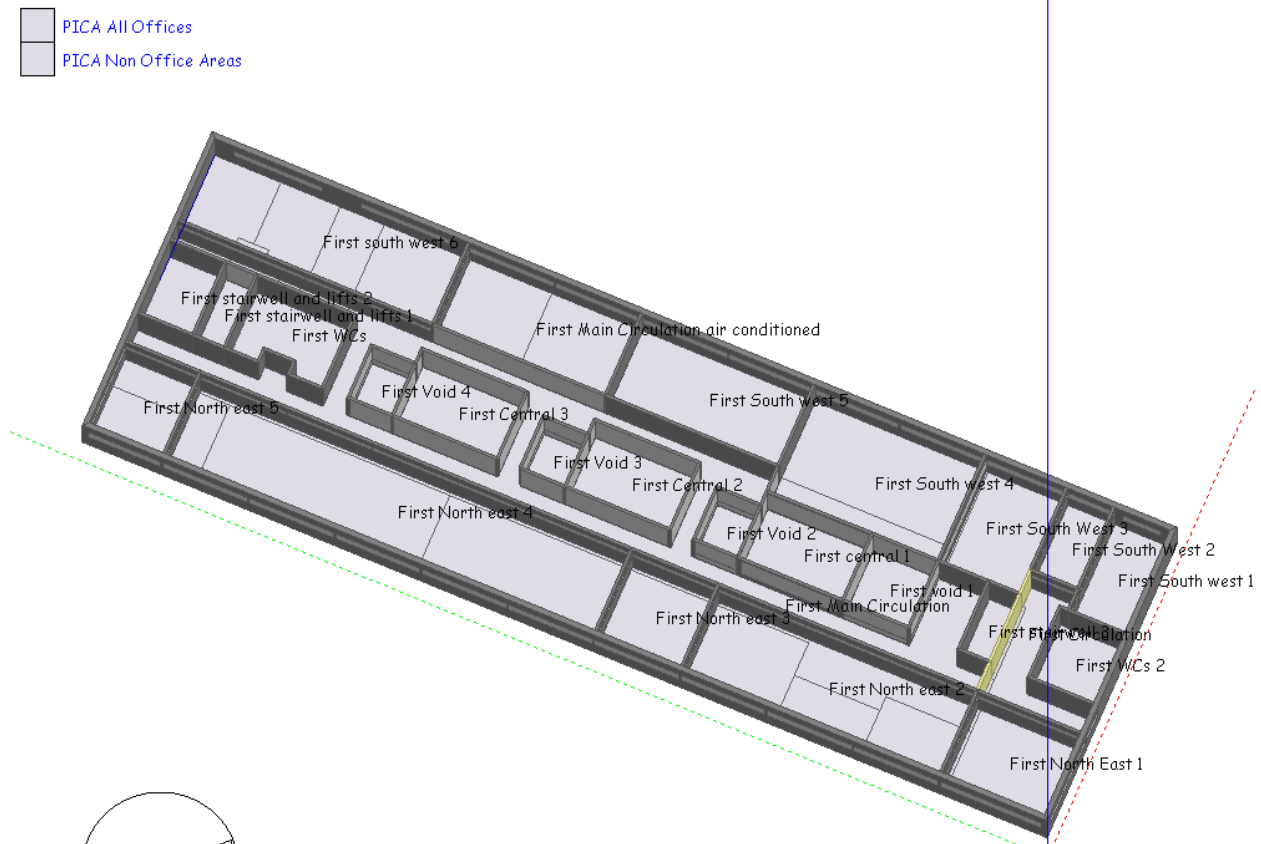 PICA All Offices
PICA Non Office Areas
First south west 6
First stairwell and lifts 2
First stairwell and lifts 1
First Main Circulation air conditioned
First WCs
First Void 4
First South west 5
First North east 5
First Central 3
First Void 3
First South west 4
First Central 2
First North east 4
First South West 3
First Void 2
First South West 2
First central 1
First South west 1
First void 1
First Main Circulation
First North east 3
First stairwell
First Circulation
First WCs 2
First North east 2
First North East 1